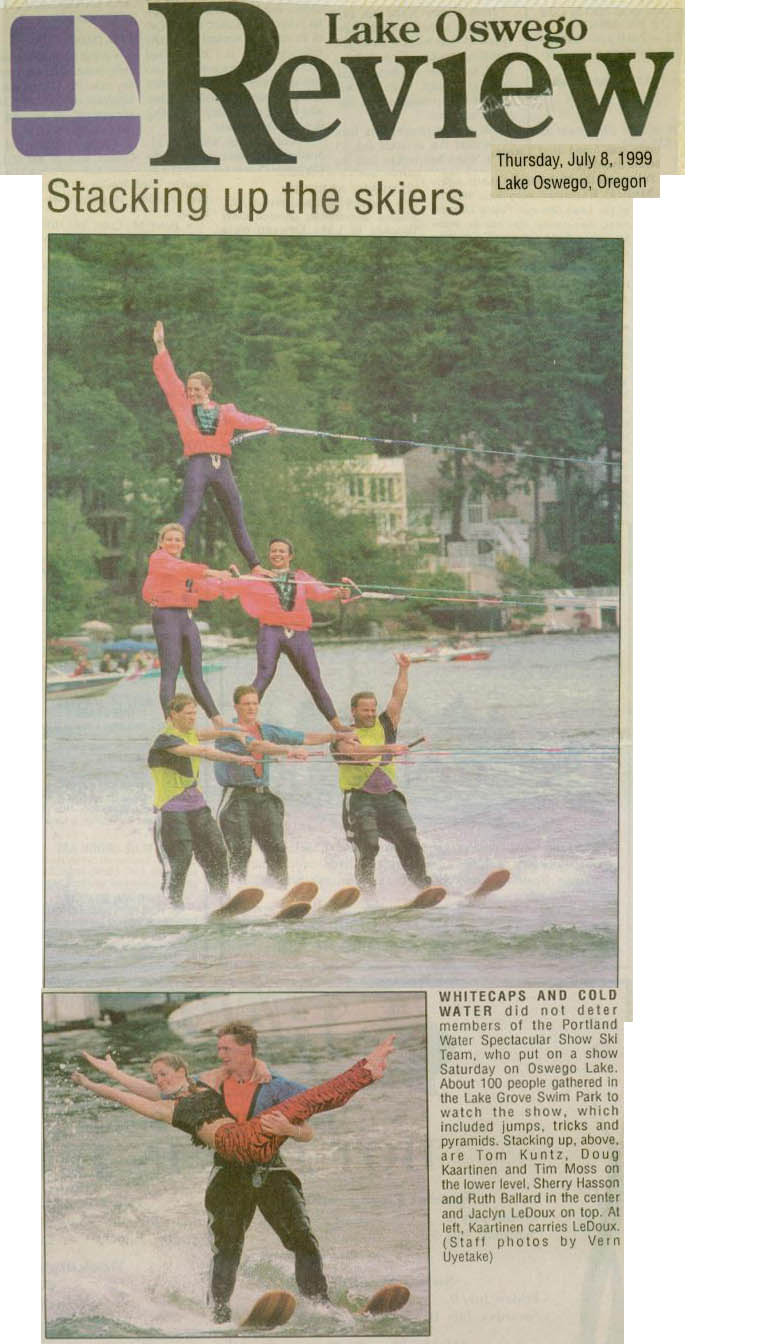 Lake Oswego
Review
Thursday, July 8, 1999
Lake Oswego, Oregon
Stacking up the skiers
WHITECAPS AND COLD
WATER did not deter
members of the Portland
Water Spectacular Show Ski
Team, who put on a show
Saturday on Oswego Lake.
About 100 people gathered in
the Lake Grove Swim Park to
watch the show, which
included jumps, tricks and
pyramids. Stacking up, above,
are Tom Kuntz, Doug
Kaartinen and Tim Moss on
the lower level, Sherry Hasson
and Ruth Ballard in the center
and Jaclyn LeDoux on top. At
left, Kaartinen carries LeDoux.
(Staff photos by Vern
Uyetake)